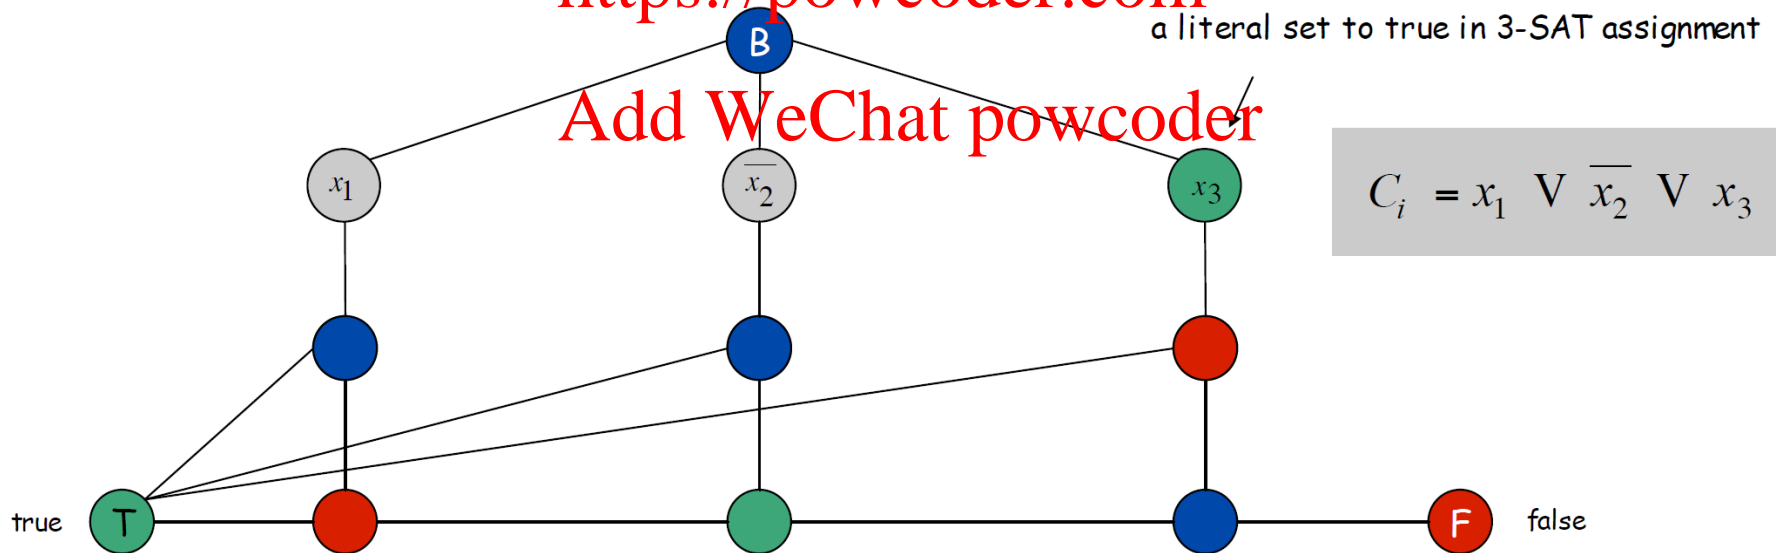 https://powcoder.com
B
a literal set to true in 3-SAT assignment
Add WeChat powcoder
x₁
x̅₂
x₃
Cᵢ = x₁ V x̅₂ V x₃
true
T
F
false